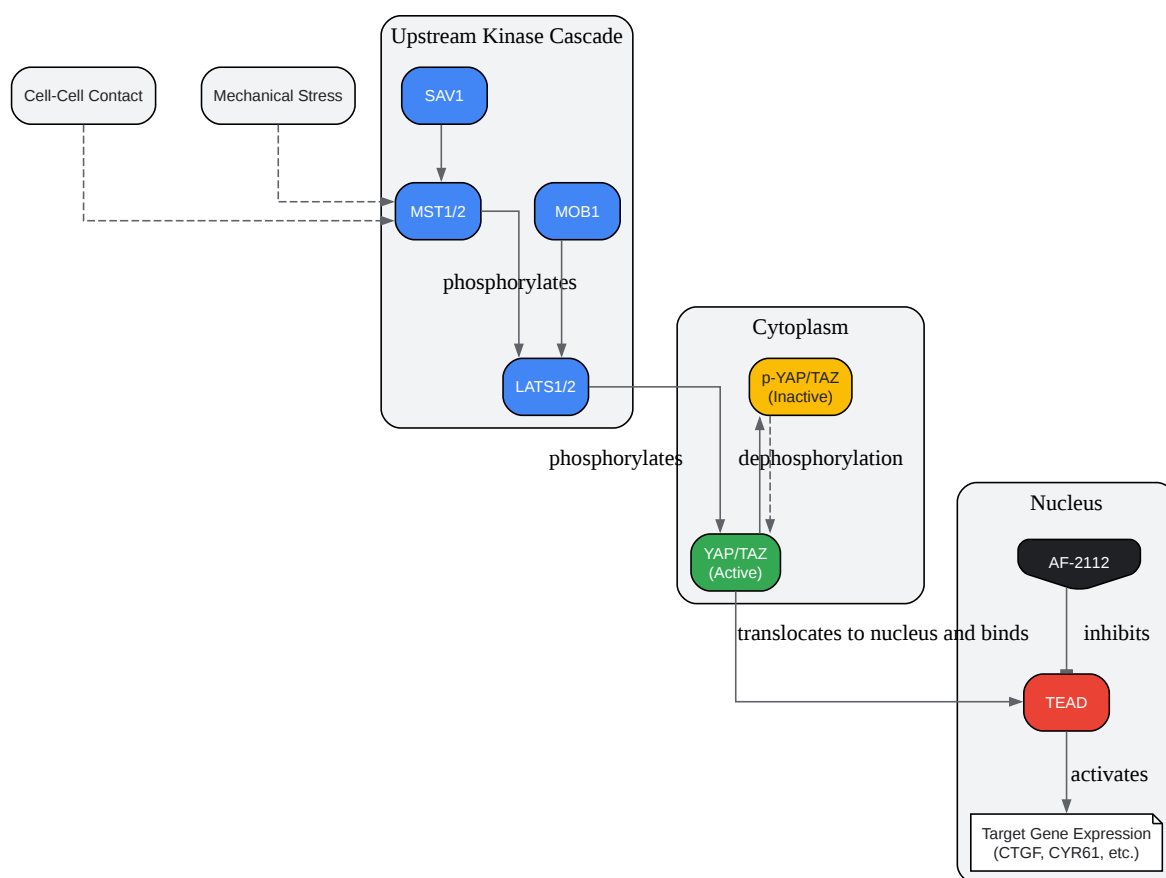 Upstream Kinase Cascade
Cell-Cell Contact
Mechanical Stress
SAV1
MST1/2
MOB1
phosphorylates
LATS1/2
Cytoplasm
p-YAP/TAZ
(Inactive)
phosphorylates
dephosphorylation
YAP/TAZ
(Active)
translocates to nucleus and binds
Nucleus
AF-2112
inhibits
TEAD
activates
Target Gene Expression
(CTGF, CYR61, etc.)